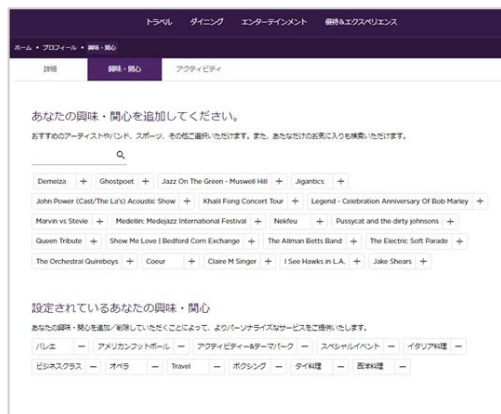 トラベル ダイニング エンターテインメント 優待&エクスペリエンス
ホーム • プロフィール • 興味・関心
詳細 興味・関心 アクティビティ
あなたの興味・関心を追加してください。
おすすめのアーティストやバンド、スポーツ、その他ご選択いただけます。また、あなただけのお気に入りも検索いただけます。
Demelza + Ghostpoet + Jazz On The Green - Muswell Hill + Jigantics +
John Power (Cast/The La's) Acoustic Show + Khalil Fong Concert Tour + Legend - Celebration Anniversary Of Bob Marley +
Marvin vs Stevie + Medellin: Medejazz International Festival + Nekfeu + Pussycat and the dirty johnsons +
Queen Tribute + Show Me Love | Bedford Corn Exchange + The Allman Betts Band + The Electric Soft Parade +
The Orchestral Quireboys + Coeur + Claire M Singer + I See Hawks in L.A. + Jake Shears +
設定されているあなたの興味・関心
あなたの興味・関心を追加/削除していただくことによって、よりパーソナライズなサービスをご提供いたします。
バレエ − アメリカンフットボール − アクティビティー&テーマパーク − スペシャルイベント − イタリア料理 −
ビジネスクラス − オペラ − Travel − ボクシング − タイ料理 − 西洋料理 −